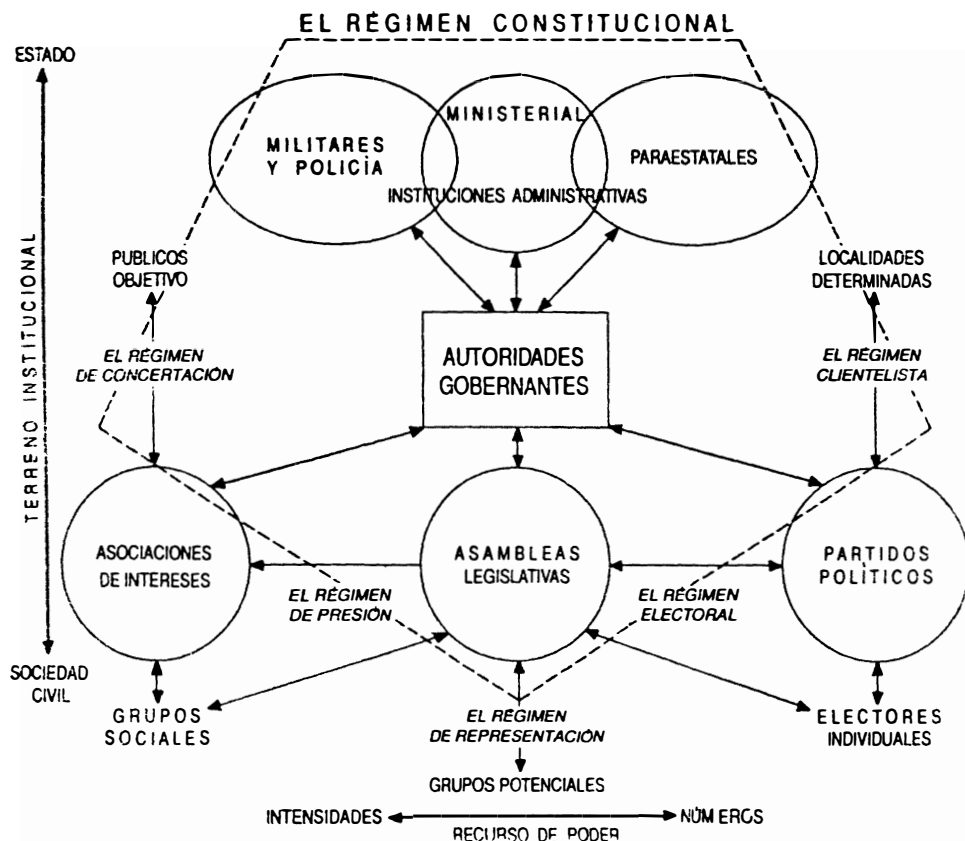 EL RÉGIMEN CONSTITUCIONAL
ESTADO
MINISTERIAL
MILITARES
Y POLICÍA
PARAESTATALES
INSTITUCIONES ADMINISTRATIVAS
PUBLICOS
OBJETIVO
LOCALIDADES
DETERMINADAS
TERRENO INSTITUCIONAL
EL RÉGIMEN
DE CONCERTACIÓN
AUTORIDADES
GOBERNANTES
EL RÉGIMEN
CLIENTELISTA
ASOCIACIONES
DE INTERESES
ASAMBLEAS
LEGISLATIVAS
PARTIDOS
POLÍTICOS
EL RÉGIMEN
DE PRESIÓN
EL RÉGIMEN
ELECTORAL
SOCIEDAD
CIVIL
GRUPOS
SOCIALES
EL RÉGIMEN
DE REPRESENTACIÓN
ELECTORES
INDIVIDUALES
GRUPOS POTENCIALES
INTENSIDADES
NÚMEROS
RECURSO DE PODER